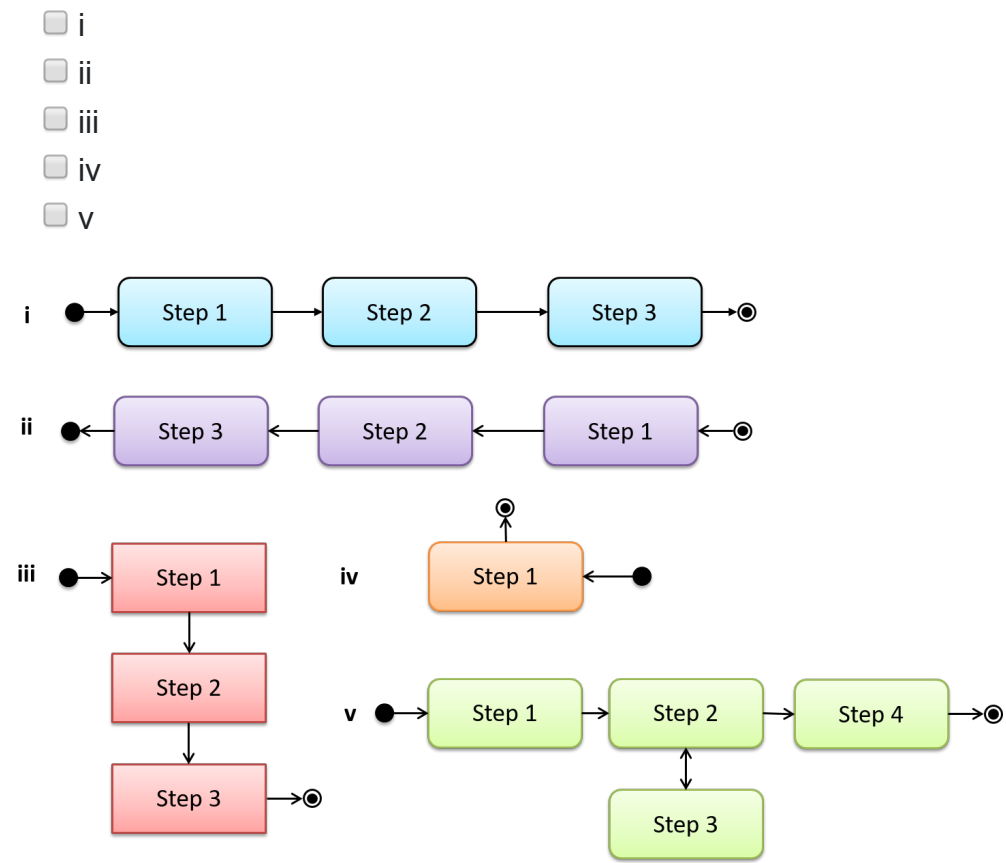 i
ii
iii
iv
v
i Step 1 Step 2 Step 3
ii Step 3 Step 2 Step 1
iii Step 1
Step 2
Step 3
iv Step 1
v Step 1 Step 2 Step 4
Step 3